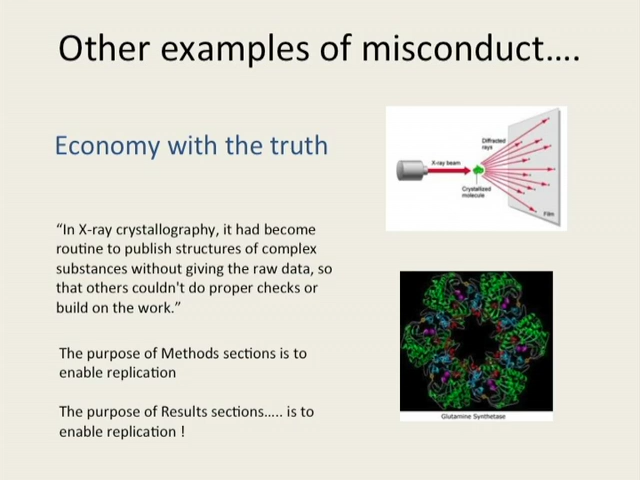 Other examples of misconduct....
Economy with the truth
“In X-ray crystallography, it had become
routine to publish structures of complex
substances without giving the raw data, so
that others couldn't do proper checks or
build on the work.”
The purpose of Methods sections is to
enable replication
The purpose of Results sections..... is to
enable replication !
Diffracted
rays
X-ray beam
Crystallized
molecule
Film
Glutamine Synthetase